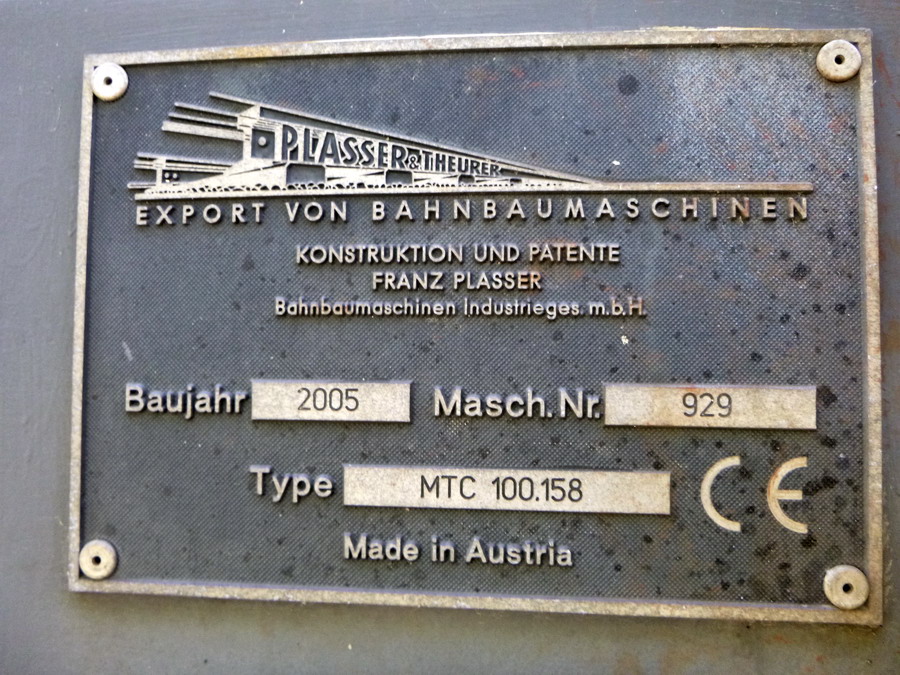 PLASSER & THEURER
EXPORT VON BAHNBAUMASCHINEN
KONSTRUKTION UND PATENTE
FRANZ PLASSER
Bahnbaumaschinen Industrieges. m.b.H.
Baujahr 2005 Masch.Nr. 929
Type MTC 100.158 CE
Made in Austria